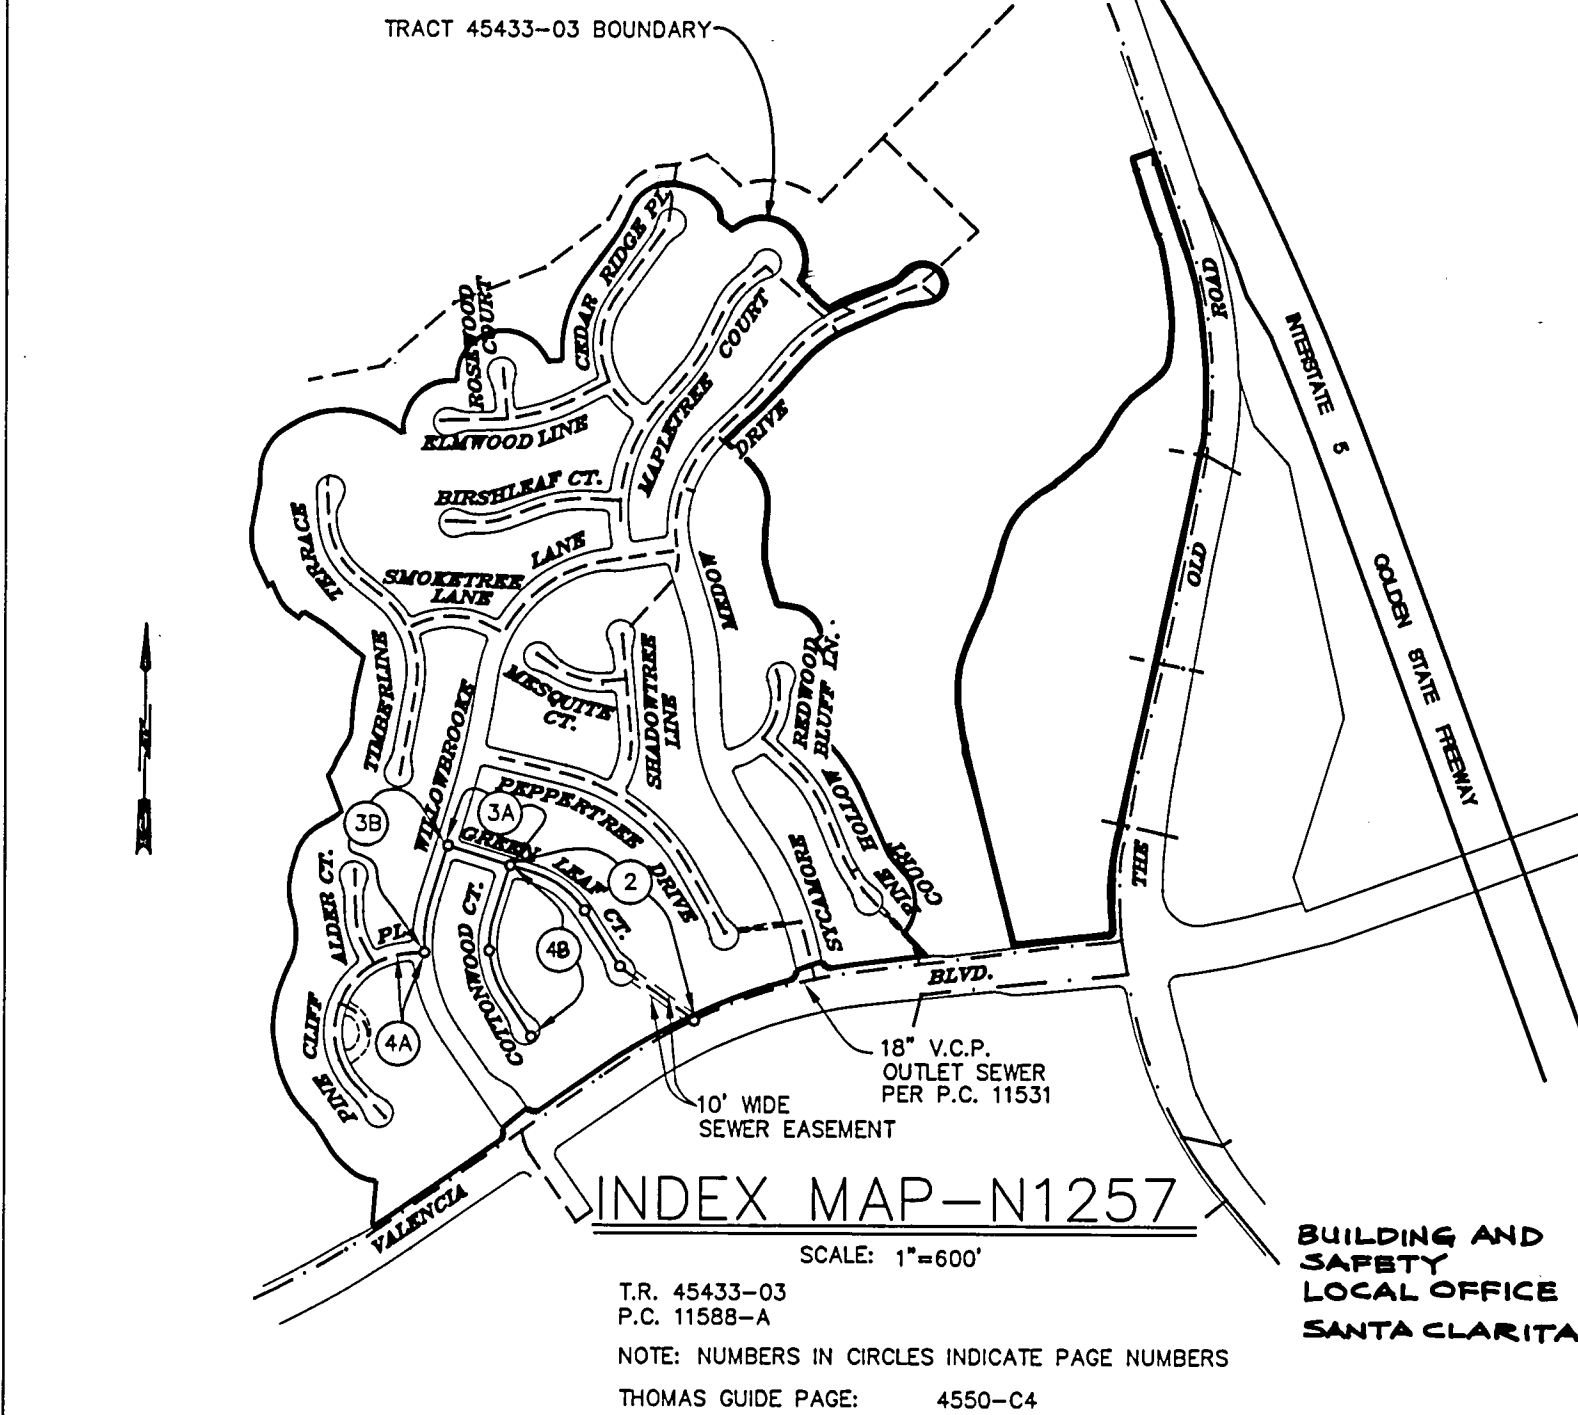 TRACT 45433-03 BOUNDARY
CEDAR RIDGE PL
ROSEWOOD
COURT
ELMWOOD LINE
MAPLETREE COURT
BIRSHLEAF CT.
DRIVE
MEDOW
TERRACE
TIMBERLINE
SMOKETREE
LANE
LANE
WILLOWBROOKE
MESQUITE
CT.
SHADOWTREE
LINE
REDWOOD
BLUFF LN.
PEPPERTREE DRIVE
GREEN LEAF CT.
3B
3A
2
4B
4A
ALDER CT.
PL
PINE CLIFF
COTTONWOOD CT.
SYCAMORE
HOLLOW
PINE
COURT
THE OLD ROAD
INTERSTATE 5
GOLDEN STATE FREEWAY
VALENCIA
BLVD.
18" V.C.P.
OUTLET SEWER
PER P.C. 11531
10' WIDE
SEWER EASEMENT
INDEX MAP-N1257
SCALE: 1"=600'
T.R. 45433-03
P.C. 11588-A
NOTE: NUMBERS IN CIRCLES INDICATE PAGE NUMBERS
THOMAS GUIDE PAGE: 4550-C4
BUILDING AND
SAFETY
LOCAL OFFICE
SANTA CLARITA